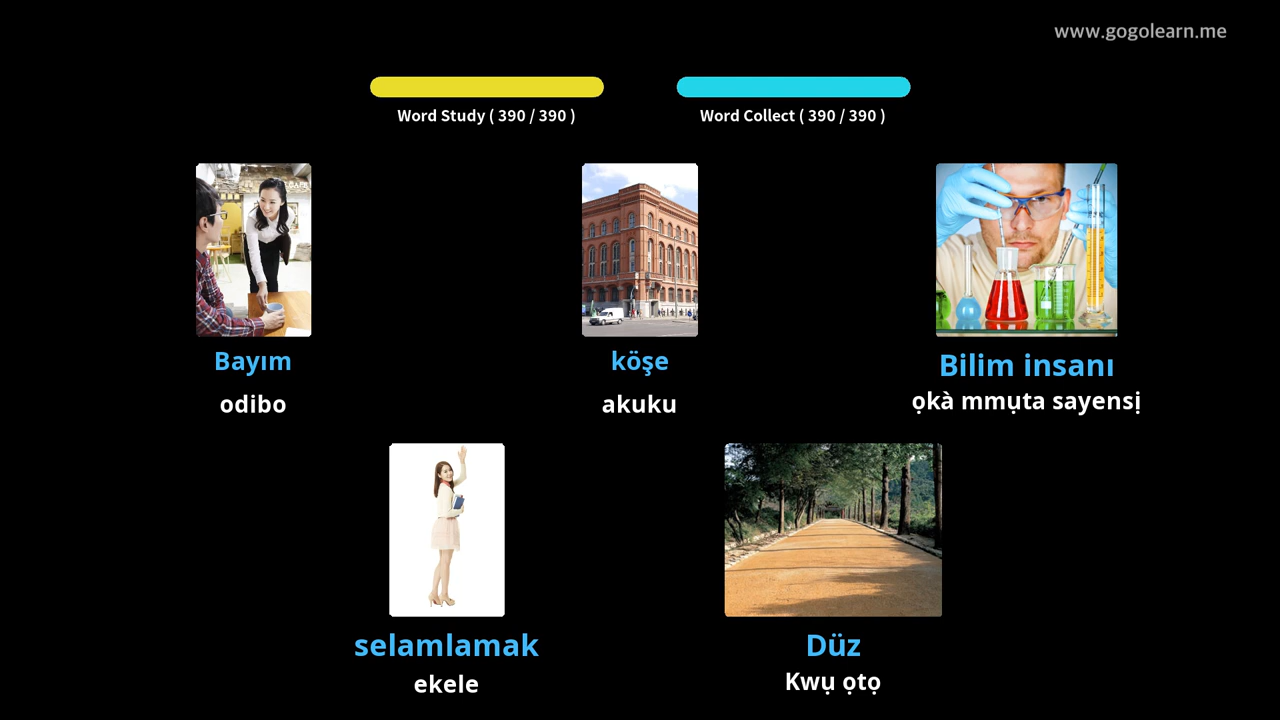 www.gogolearn.me
Word Study ( 390 / 390 )
Word Collect ( 390 / 390 )
Bayım
odibo
köşe
akuku
Bilim insanı
ọkà mmụta sayensị
selamlamak
ekele
Düz
Kwụ ọtọ